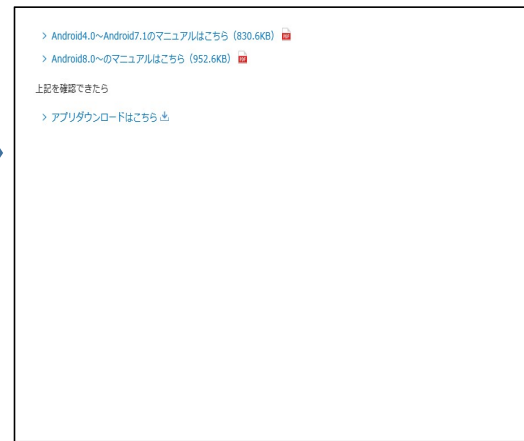 > Android4.0～Android7.1のマニュアルはこちら（830.6KB）
> Android8.0～のマニュアルはこちら（952.6KB）
上記を確認できたら
> アプリダウンロードはこちら